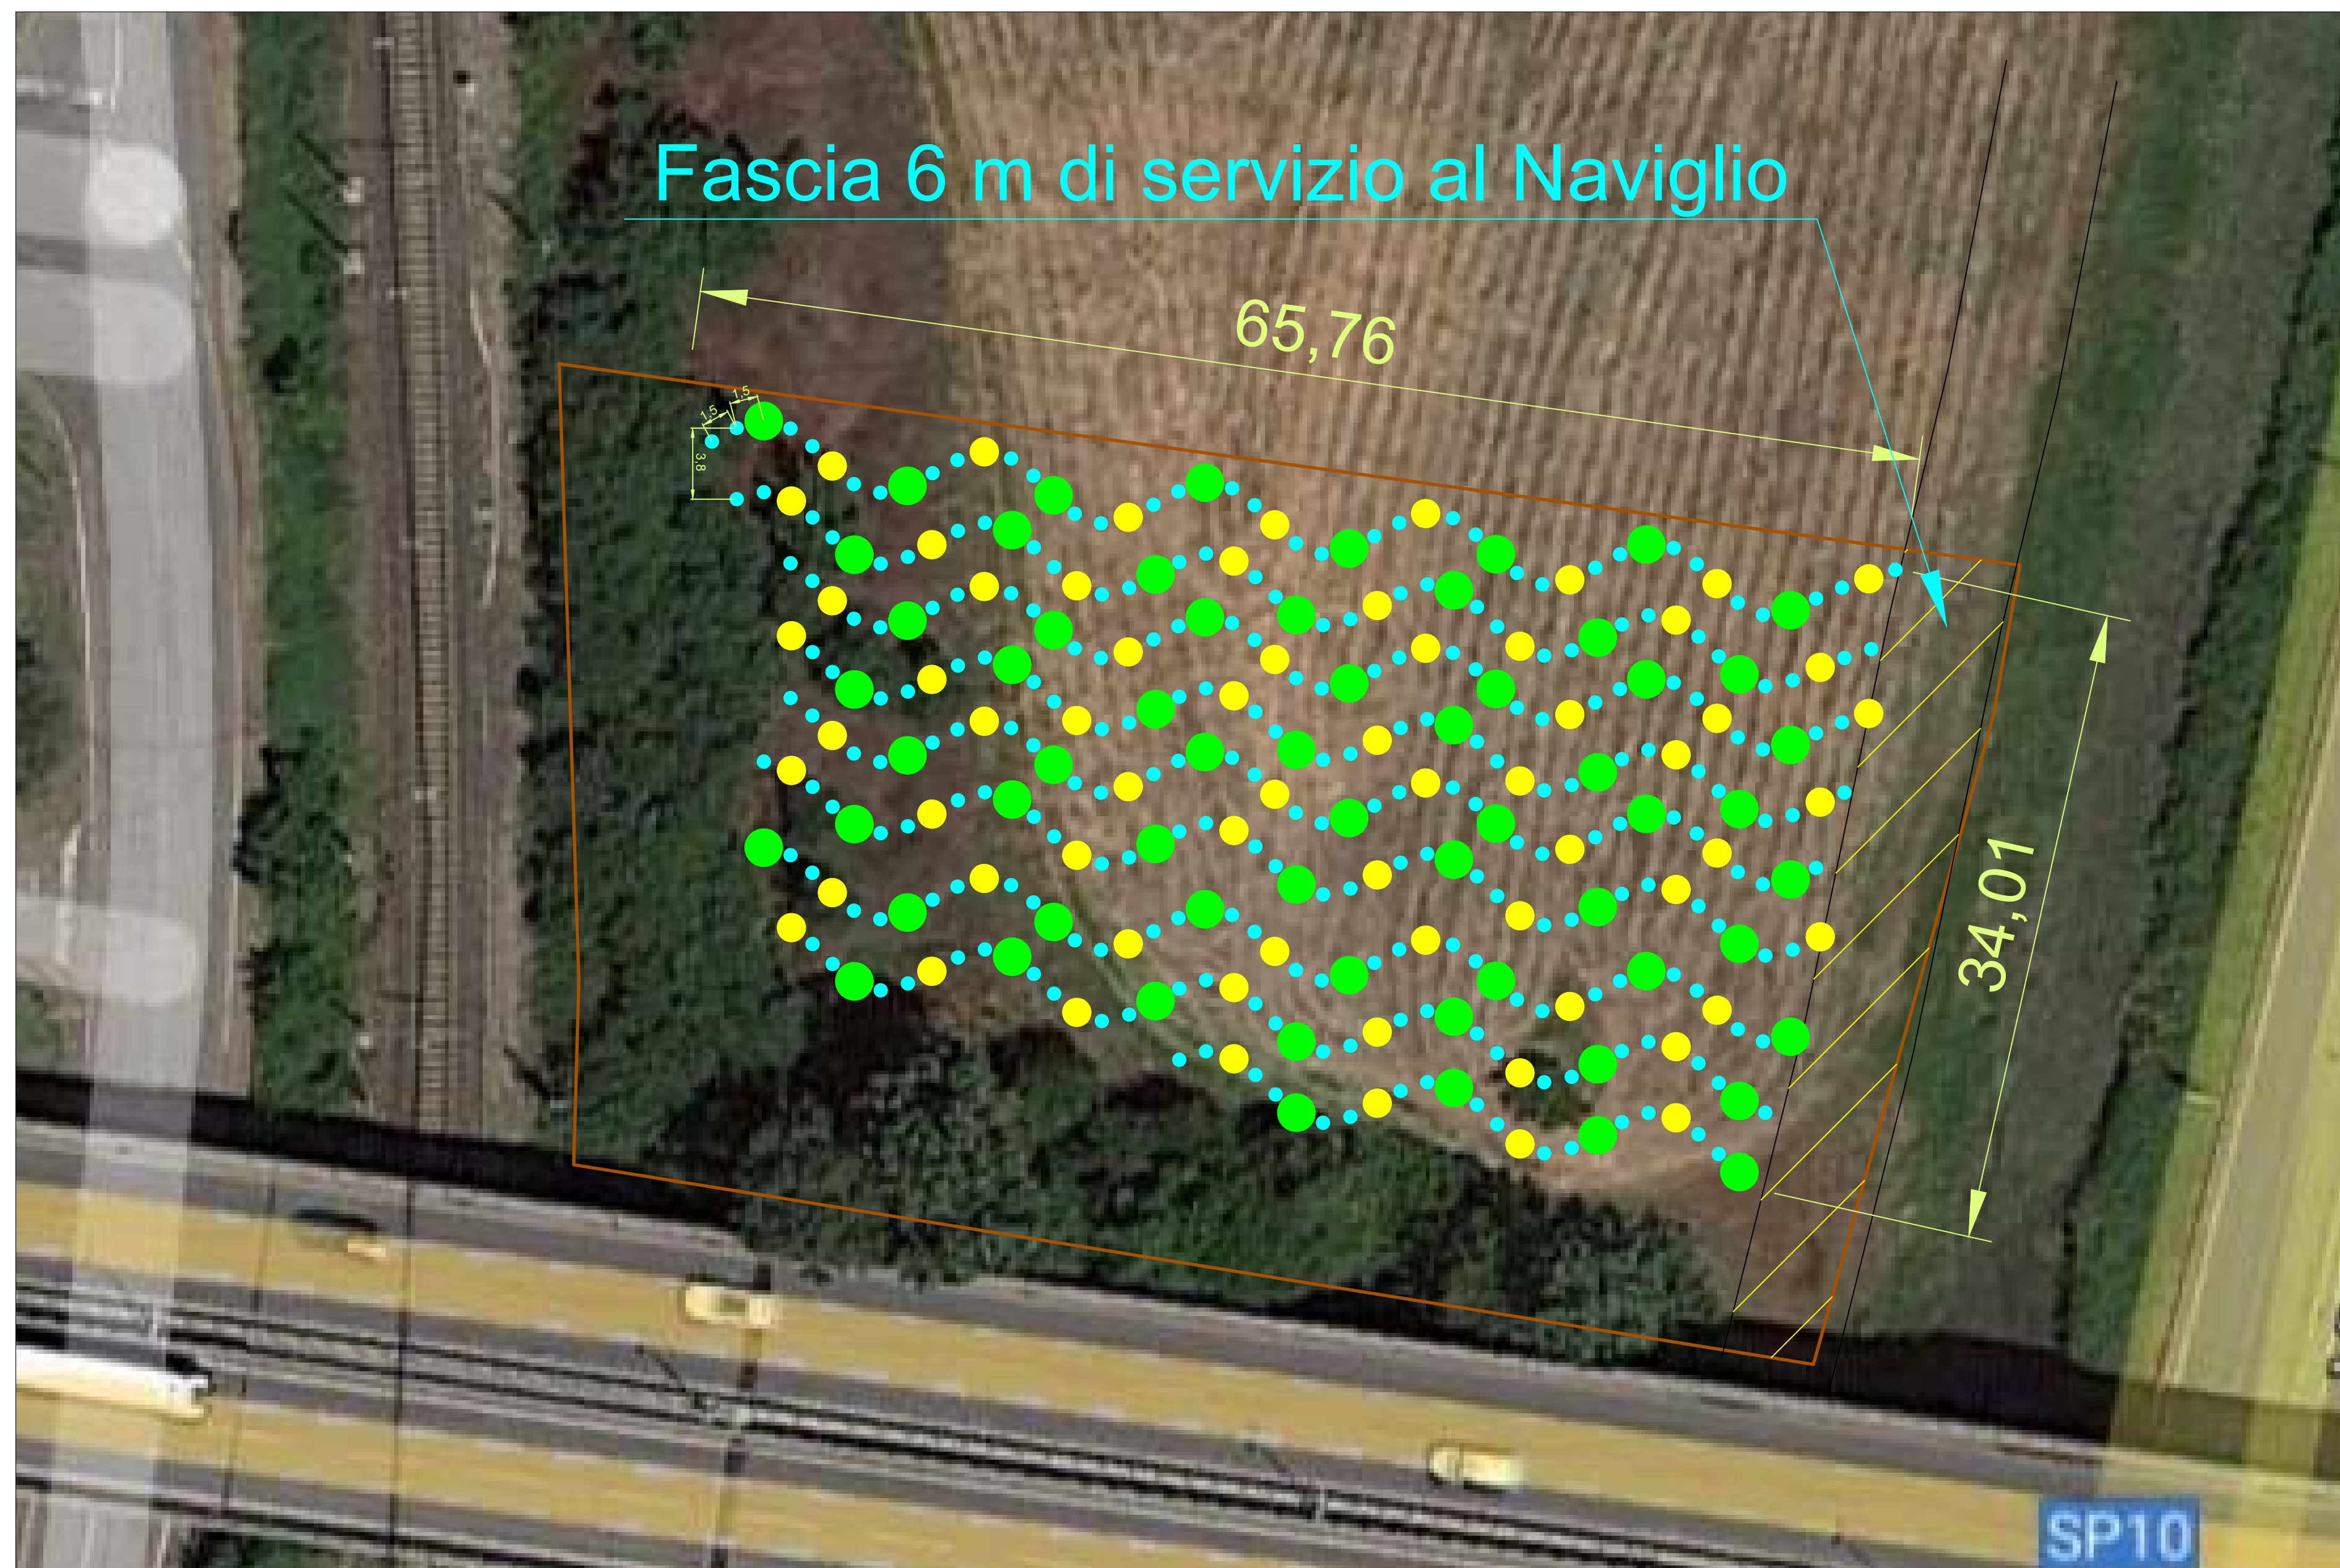 Fascia 6 m di servizio al Naviglio
65,76
1,5
1,5
3,8
34,01
SP10